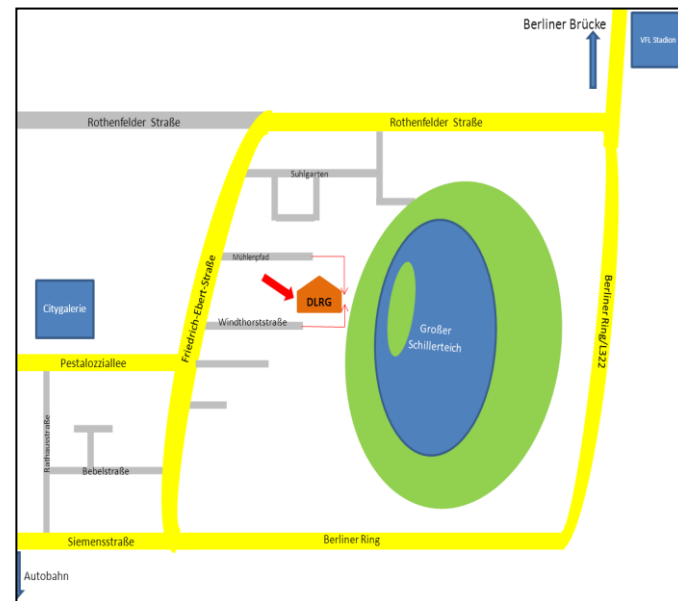 Berliner Brücke
VFL Stadion
Rothenfelder Straße
Rothenfelder Straße
Suhlgarten
Mühlenpfad
Friedrich-Ebert-Straße
DLRG
Citygalerie
Windthorststraße
Großer
Schillerteich
Berliner Ring/L322
Pestalozziallee
Rathausstraße
Bebelstraße
Siemensstraße
Berliner Ring
Autobahn